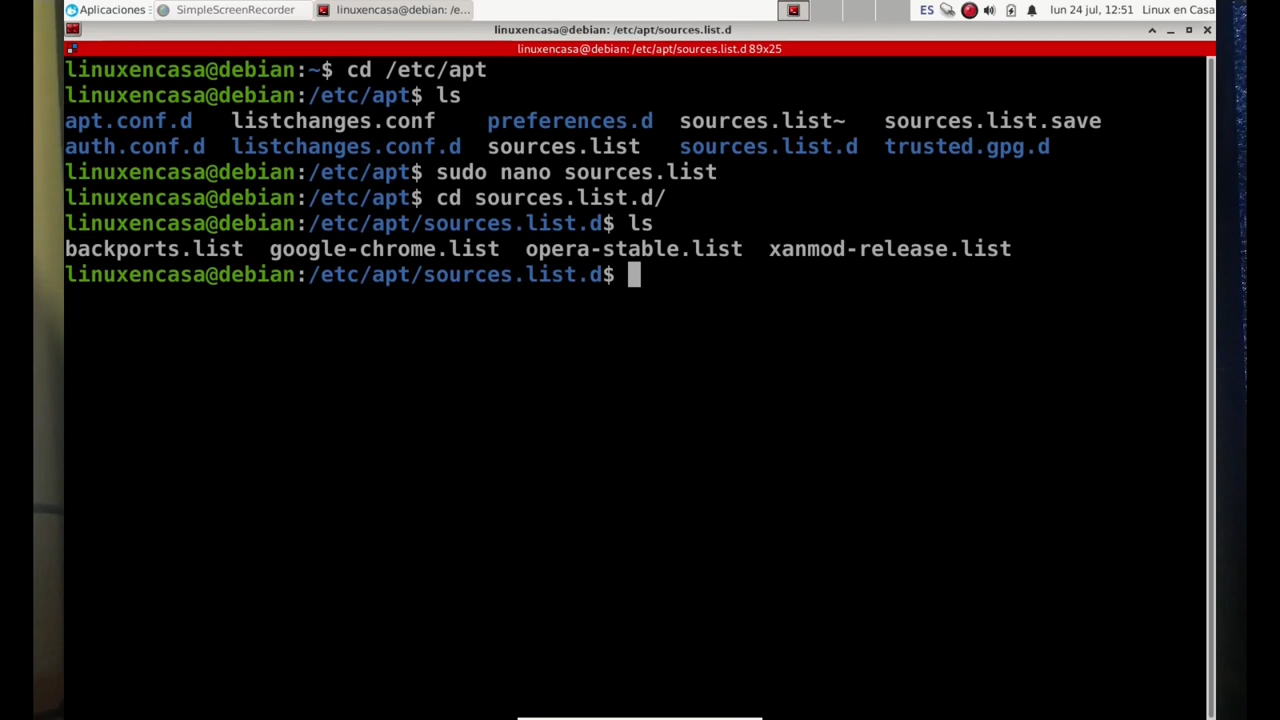 Aplicaciones SimpleScreenRecorder linuxencasa@debian: /e... ES lun 24 jul, 12:51 Linux en Casa
linuxencasa@debian: /etc/apt/sources.list.d
linuxencasa@debian: /etc/apt/sources.list.d 89x25
linuxencasa@debian:~$ cd /etc/apt
linuxencasa@debian:/etc/apt$ ls
apt.conf.d listchanges.conf preferences.d sources.list~ sources.list.save
auth.conf.d listchanges.conf.d sources.list sources.list.d trusted.gpg.d
linuxencasa@debian:/etc/apt$ sudo nano sources.list
linuxencasa@debian:/etc/apt$ cd sources.list.d/
linuxencasa@debian:/etc/apt/sources.list.d$ ls
backports.list google-chrome.list opera-stable.list xanmod-release.list
linuxencasa@debian:/etc/apt/sources.list.d$